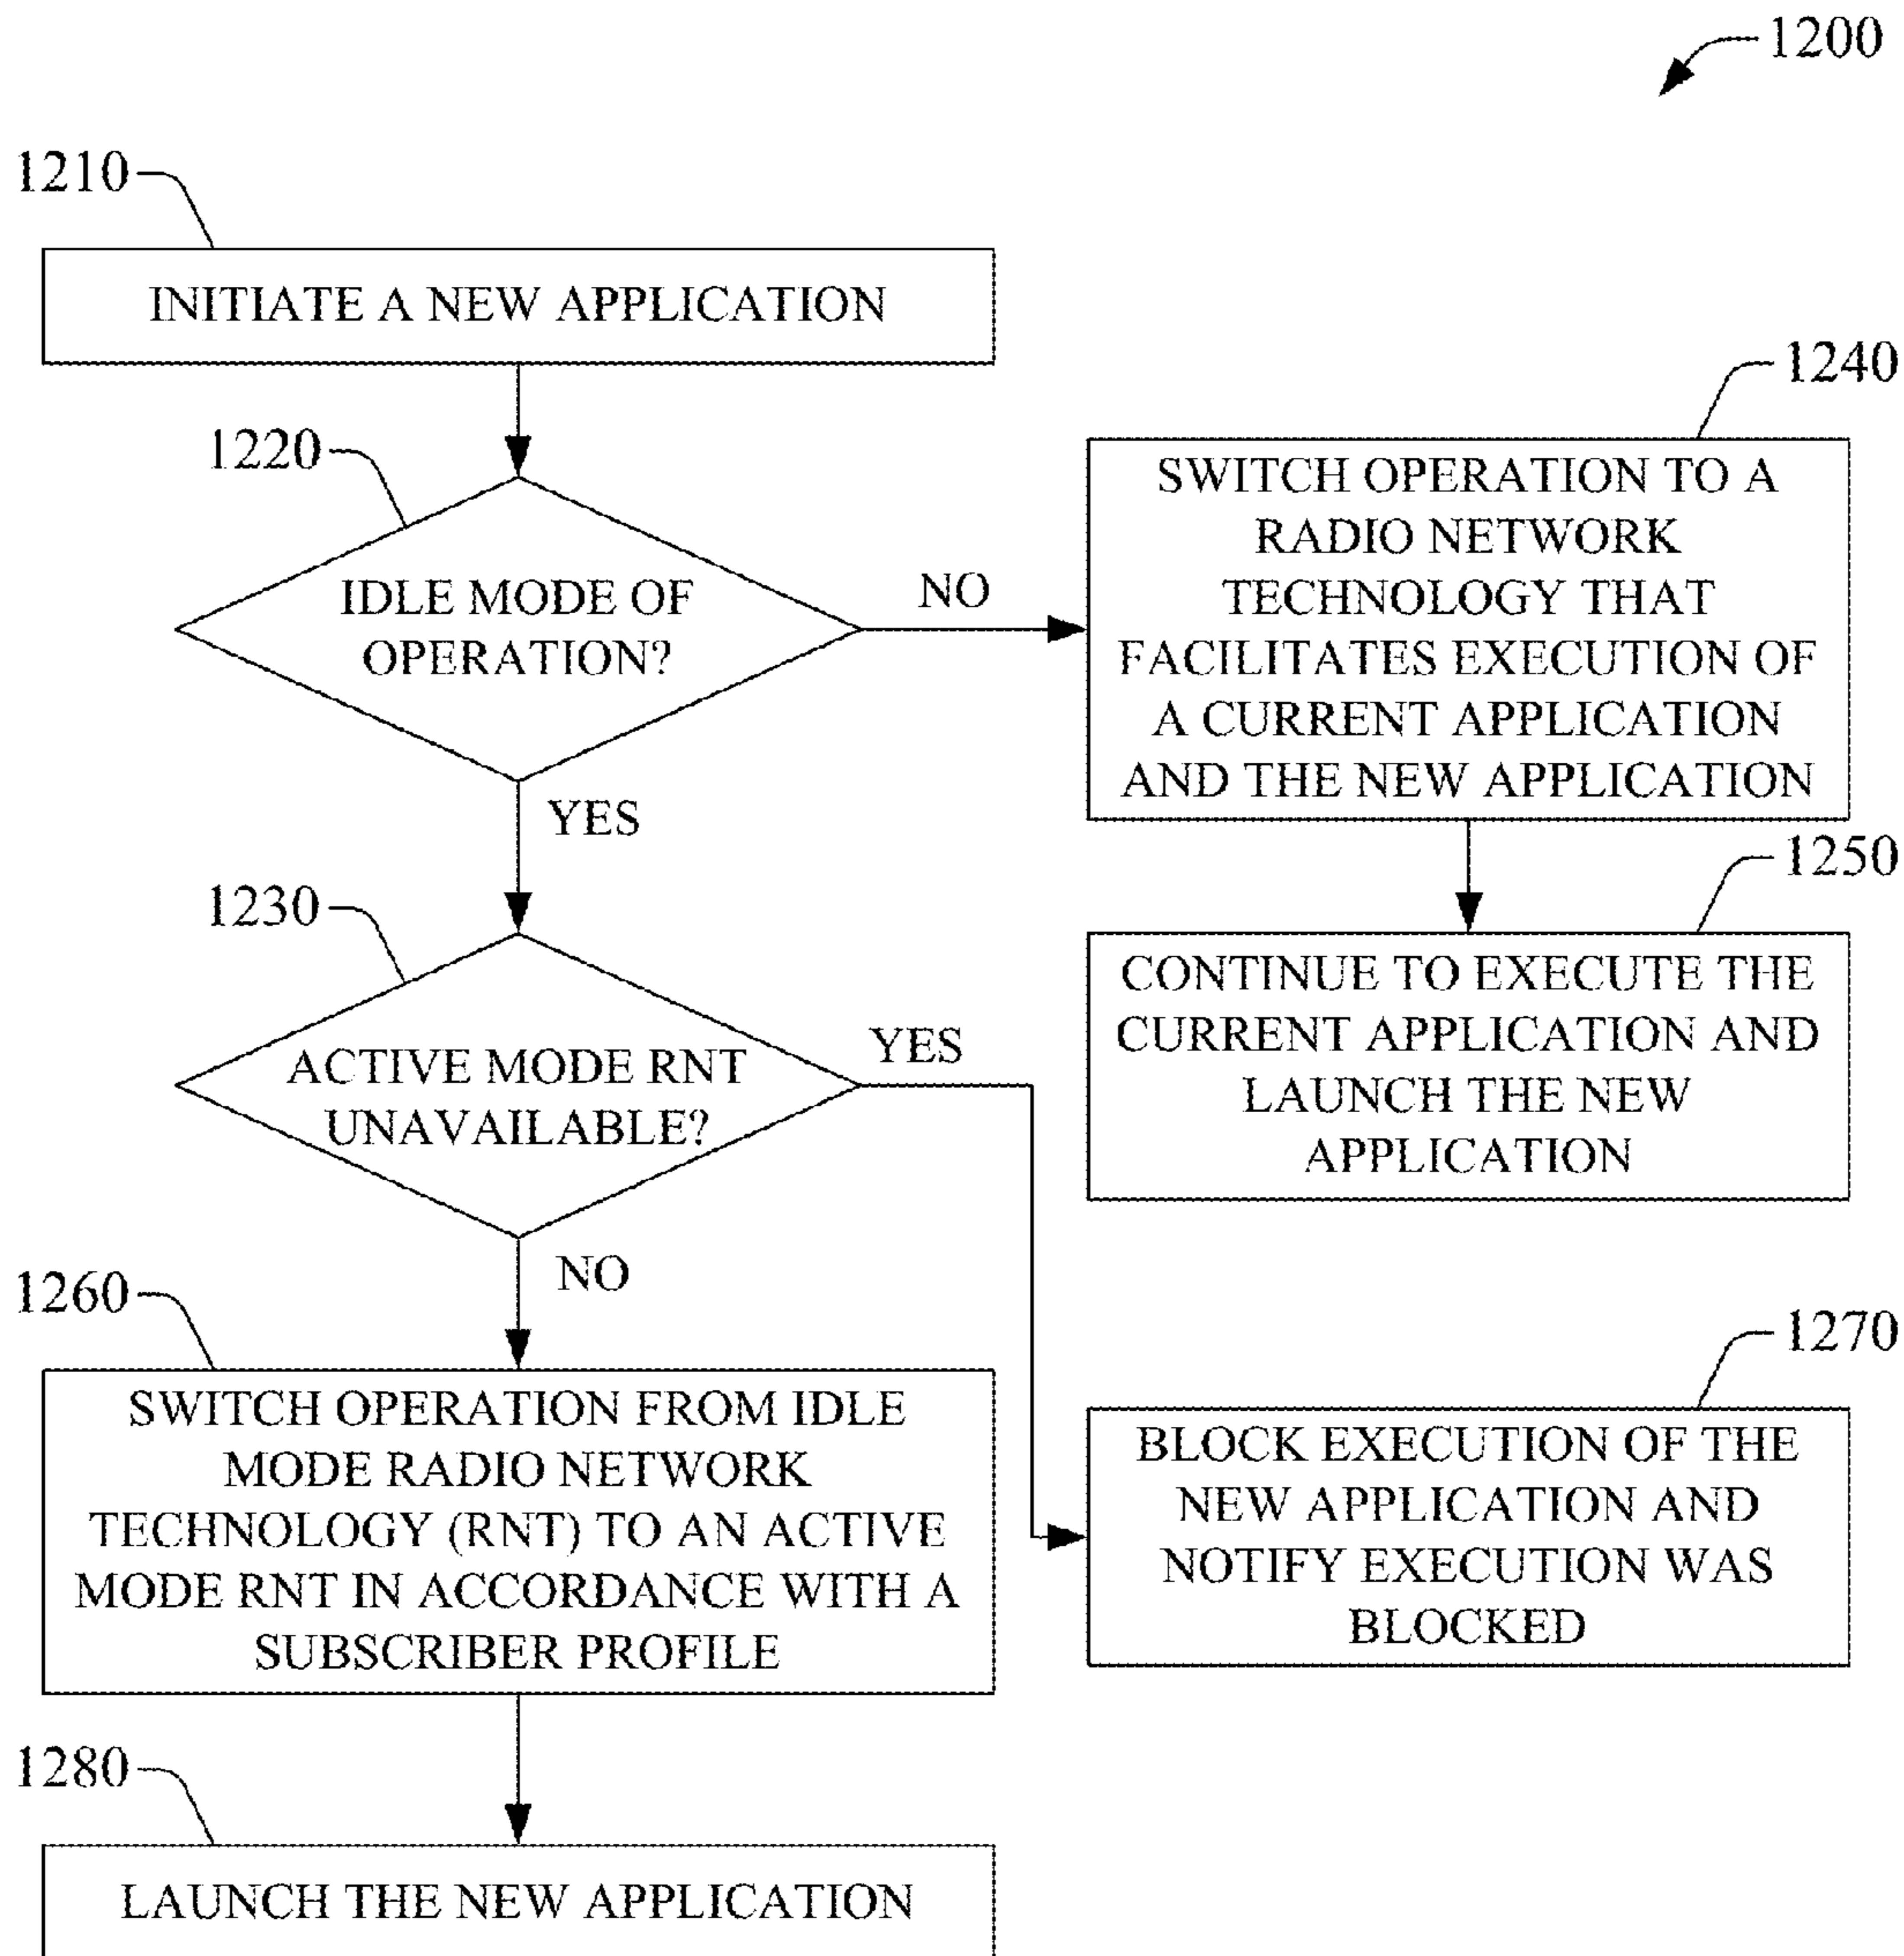 1200
1210
INITIATE A NEW APPLICATION
1220
IDLE MODE OF
OPERATION?
NO
YES
1240
SWITCH OPERATION TO A
RADIO NETWORK
TECHNOLOGY THAT
FACILITATES EXECUTION OF
A CURRENT APPLICATION
AND THE NEW APPLICATION
1250
CONTINUE TO EXECUTE THE
CURRENT APPLICATION AND
LAUNCH THE NEW
APPLICATION
1230
ACTIVE MODE RNT
UNAVAILABLE?
YES
NO
1260
SWITCH OPERATION FROM IDLE
MODE RADIO NETWORK
TECHNOLOGY (RNT) TO AN ACTIVE
MODE RNT IN ACCORDANCE WITH A
SUBSCRIBER PROFILE
1270
BLOCK EXECUTION OF THE
NEW APPLICATION AND
NOTIFY EXECUTION WAS
BLOCKED
1280
LAUNCH THE NEW APPLICATION